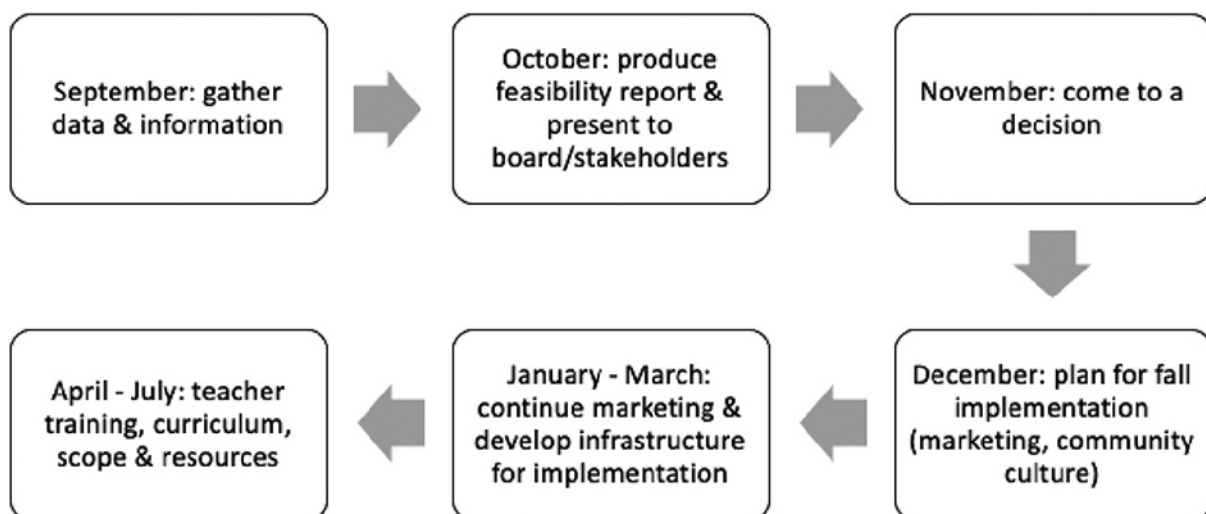 September: gather
data & information
October: produce
feasibility report &
present to
board/stakeholders
November: come to a
decision
December: plan for fall
implementation
(marketing, community
culture)
January - March:
continue marketing &
develop infrastructure
for implementation
April - July: teacher
training, curriculum,
scope & resources